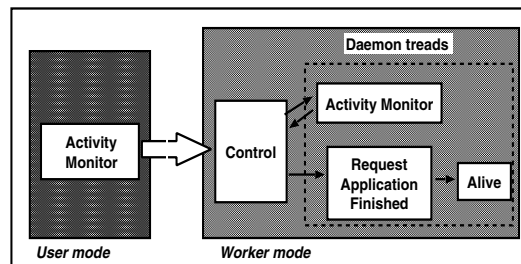 Daemon treads
Activity Monitor
Activity
Monitor
Control
Request
Application
Finished
Alive
User mode
Worker mode